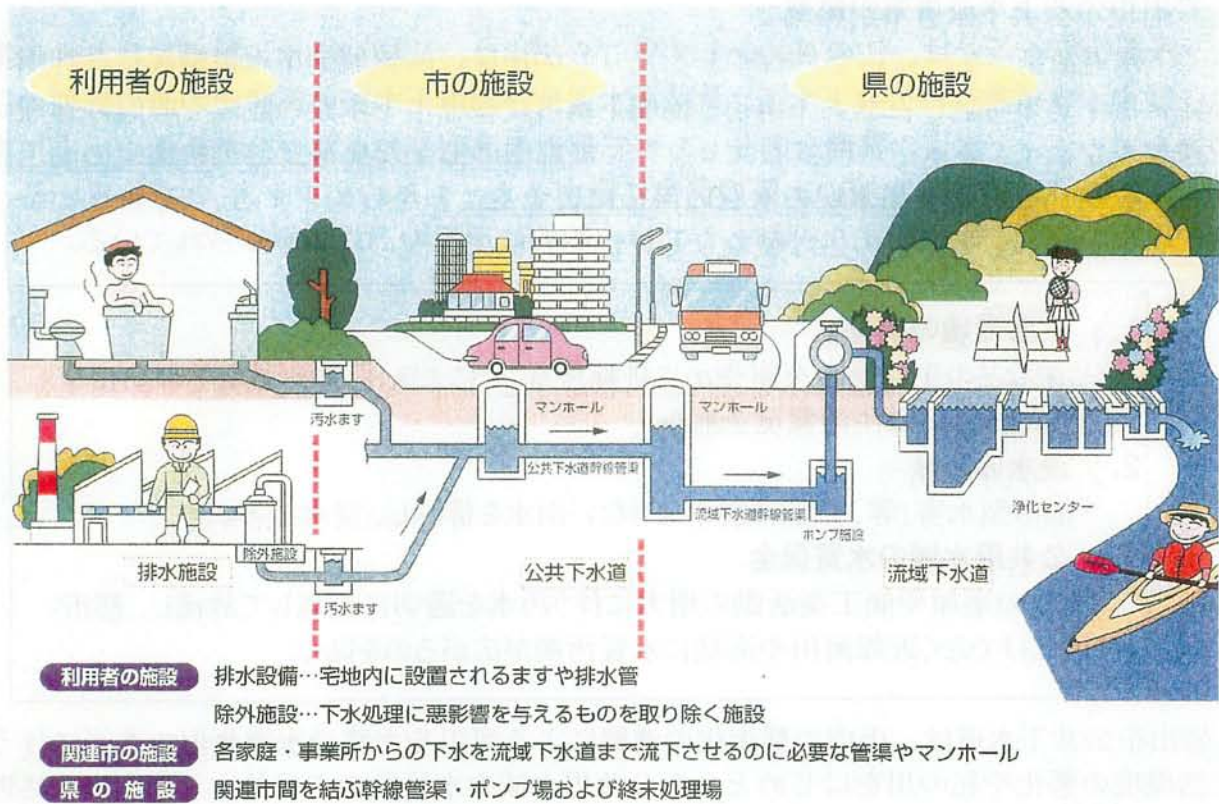 利用者の施設
市の施設
県の施設
汚水ます
マンホール
マンホール
公共下水道幹線管渠
流域下水道幹線管渠
ポンプ施設
浄化センター
除外施設
排水施設
汚水ます
公共下水道
流域下水道
利用者の施設 排水設備…宅地内に設置されるますや排水管
除外施設…下水処理に悪影響を与えるものを取り除く施設
関連市の施設 各家庭・事業所からの下水を流域下水道まで流下させるのに必要な管渠やマンホール
県の施設 関連市間を結ぶ幹線管渠・ポンプ場および終末処理場